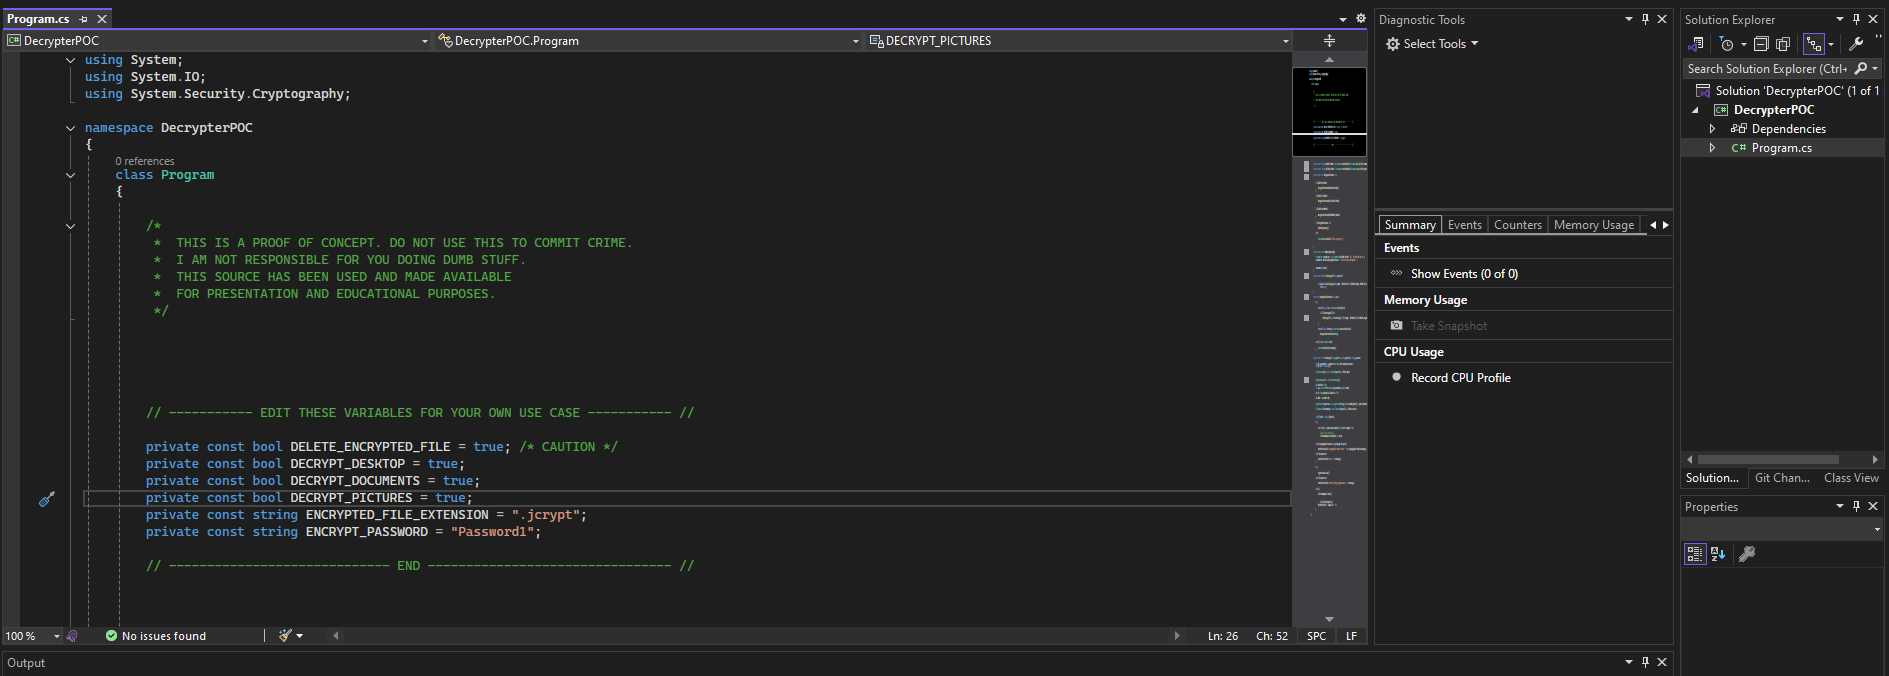 Program.cs
DecrypterPOC
DecrypterPOC.Program
DECRYPT_PICTURES
using System;
using System.IO;
using System.Security.Cryptography;
namespace DecrypterPOC
{
0 references
class Program
{
/*
* THIS IS A PROOF OF CONCEPT. DO NOT USE THIS TO COMMIT CRIME.
* I AM NOT RESPONSIBLE FOR YOU DOING DUMB STUFF.
* THIS SOURCE HAS BEEN USED AND MADE AVAILABLE
* FOR PRESENTATION AND EDUCATIONAL PURPOSES.
*/
// ----------- EDIT THESE VARIABLES FOR YOUR OWN USE CASE ----------- //
private const bool DELETE_ENCRYPTED_FILE = true; /* CAUTION */
private const bool DECRYPT_DESKTOP = true;
private const bool DECRYPT_DOCUMENTS = true;
private const bool DECRYPT_PICTURES = true;
private const string ENCRYPTED_FILE_EXTENSION = ".jcrypt";
private const string ENCRYPT_PASSWORD = "Password1";
// ----------------------------- END -------------------------------- //
100 %
No issues found
Ln: 26
Ch: 52
SPC
LF
Output
Diagnostic Tools
Select Tools
Summary
Events
Counters
Memory Usage
Events
Show Events (0 of 0)
Memory Usage
Take Snapshot
CPU Usage
Record CPU Profile
Solution Explorer
Search Solution Explorer (Ctrl+
Solution 'DecrypterPOC' (1 of 1
C# DecrypterPOC
Dependencies
C# Program.cs
Solution...
Git Chan...
Class View
Properties